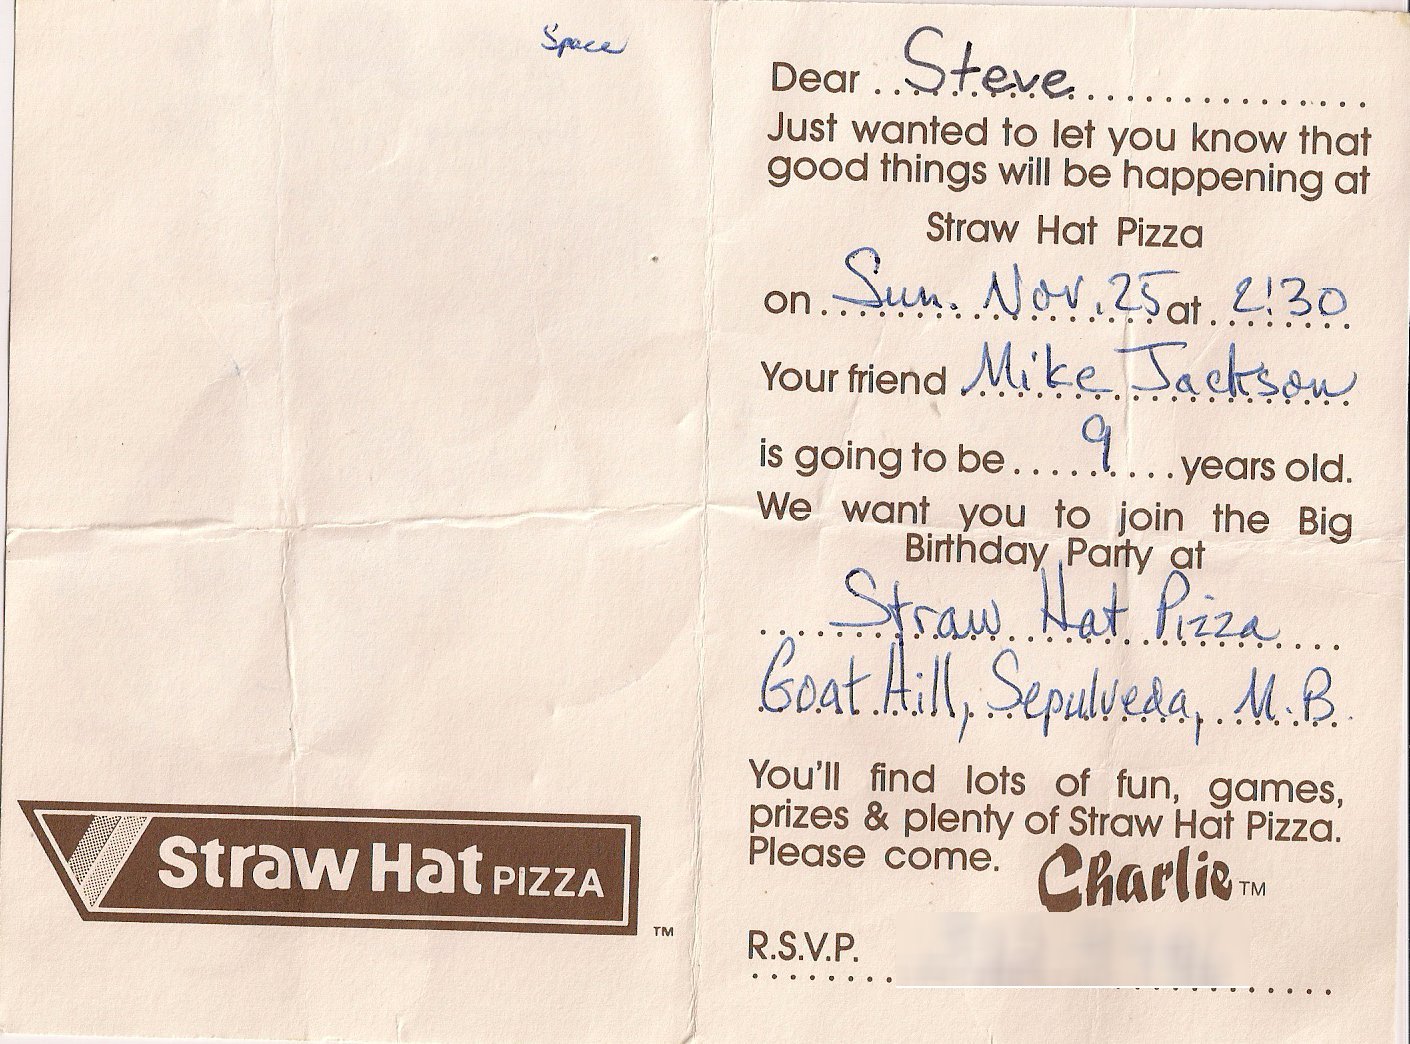 Space
Straw Hat PIZZA
TM
Dear Steve
Just wanted to let you know that
good things will be happening at
Straw Hat Pizza
on Sun. Nov. 25 at 2:30
Your friend Mike Jackson
is going to be 9 years old.
We want you to join the Big
Birthday Party at
Straw Hat Pizza
Goat Hill, Sepulveda, M.B.
You'll find lots of fun, games,
prizes & plenty of Straw Hat Pizza.
Please come. Charlie TM
R.S.V.P.